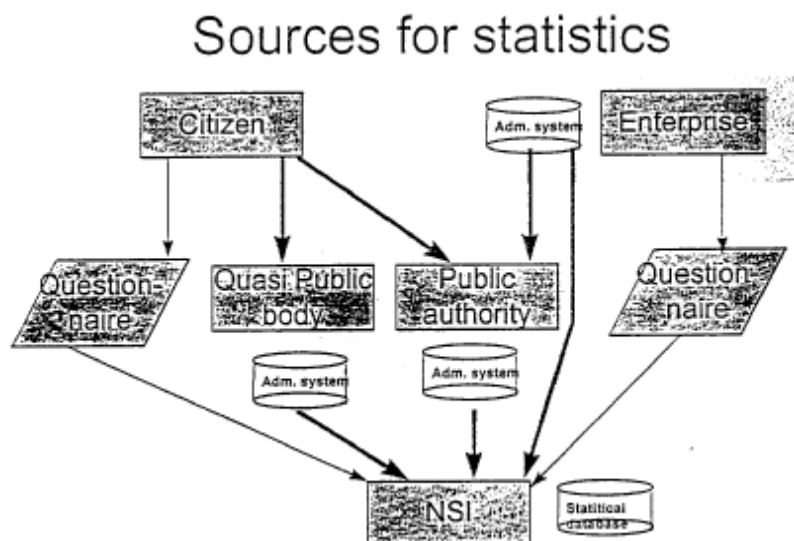 Sources for statistics
Citizen
Adm. system
Enterprise
Question-
naire
Quasi Public
body
Public
authority
Question-
naire
Adm. system
Adm. system
NSI
Statitical
database